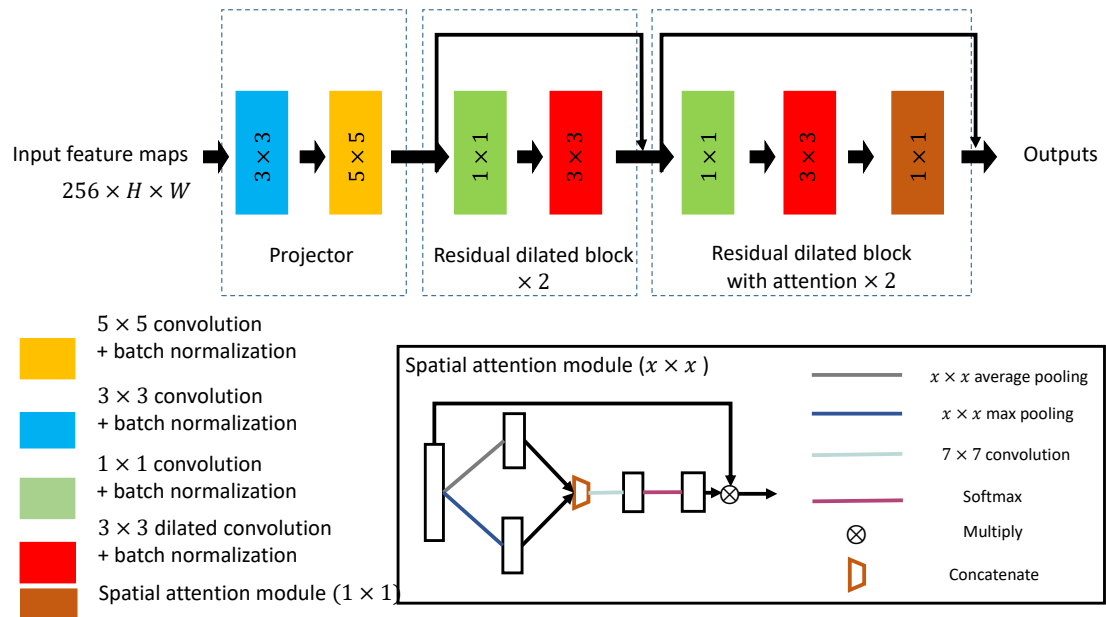 Input feature maps
256 × H × W
3 × 3
5 × 5
1 × 1
3 × 3
1 × 1
3 × 3
1 × 1
Outputs
Projector
Residual dilated block
× 2
Residual dilated block
with attention × 2
5 × 5 convolution
+ batch normalization
3 × 3 convolution
+ batch normalization
1 × 1 convolution
+ batch normalization
3 × 3 dilated convolution
+ batch normalization
Spatial attention module (1 × 1)
Spatial attention module (x × x )
x × x average pooling
x × x max pooling
7 × 7 convolution
Softmax
Multiply
Concatenate